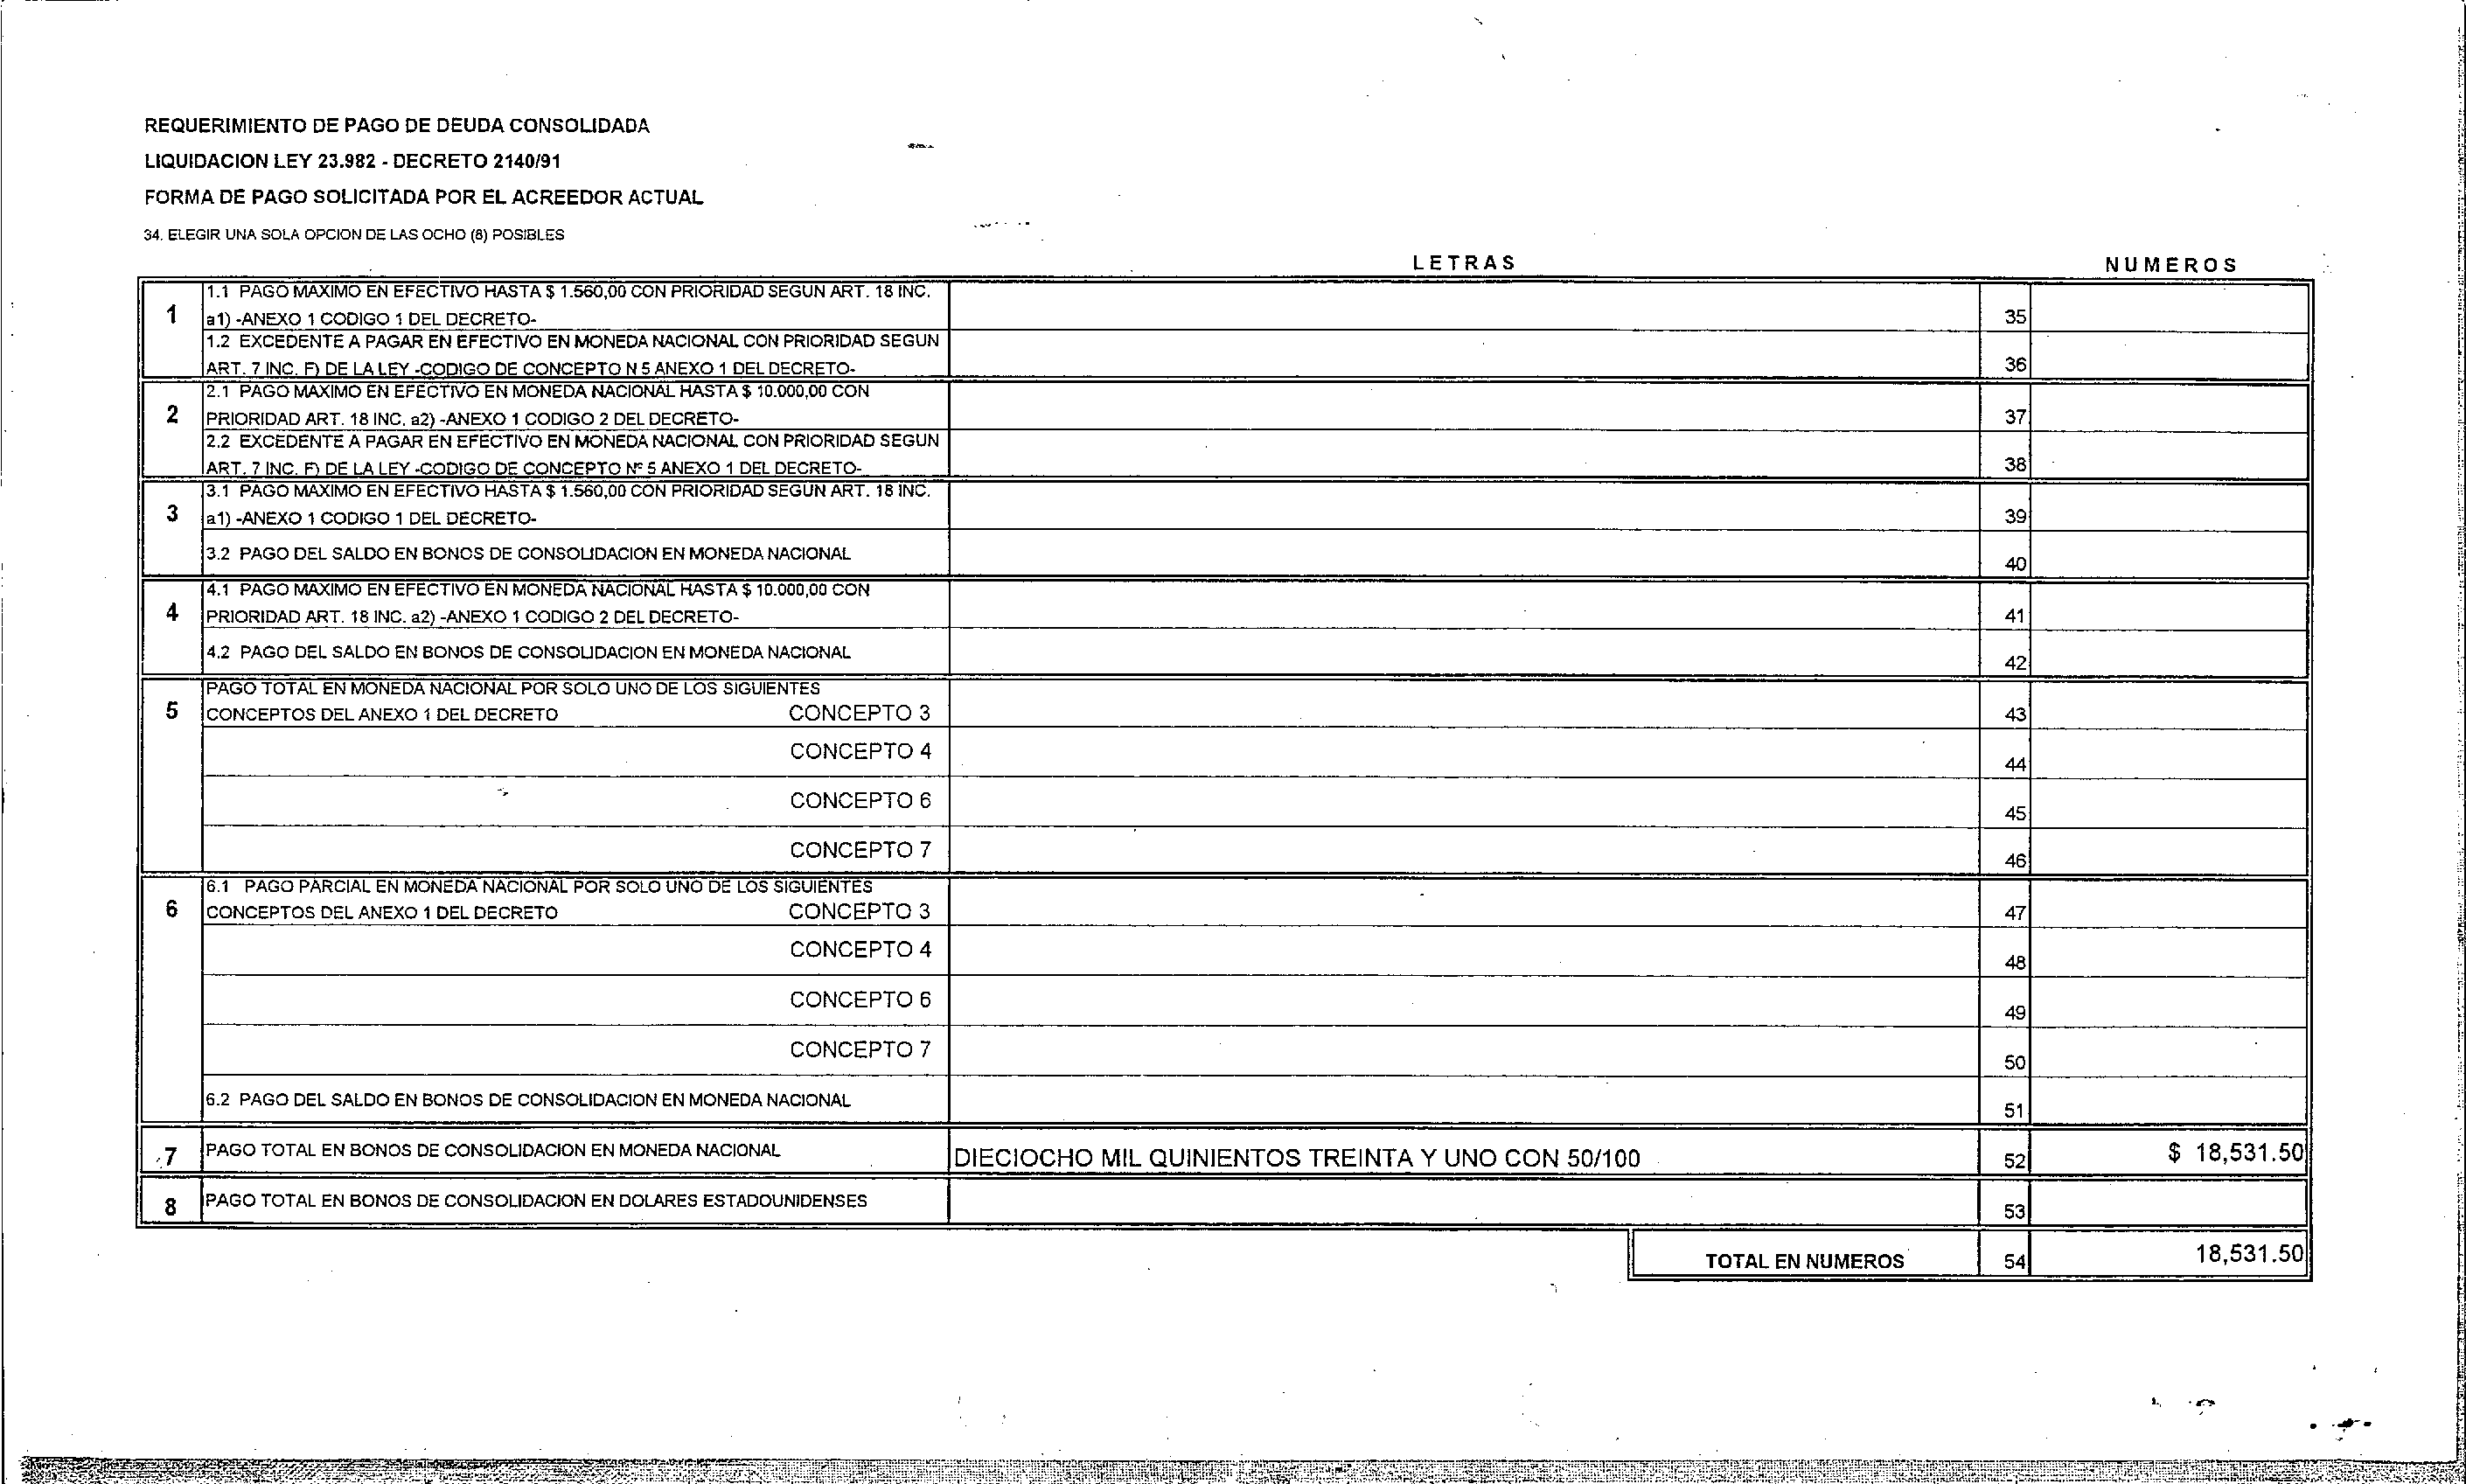 REQUERIMIENTO DE PAGO DE DEUDA CONSOLIDADA
LIQUIDACION LEY 23.982 - DECRETO 2140/91
FORMA DE PAGO SOLICITADA POR EL ACREEDOR ACTUAL
34. ELEGIR UNA SOLA OPCION DE LAS OCHO (8) POSIBLES
LETRAS NUMEROS
1.1 PAGO MAXIMO EN EFECTIVO HASTA $ 1.560,00 CON PRIORIDAD SEGUN ART. 18 INC.
1 a1) -ANEXO 1 CODIGO 1 DEL DECRETO- 35
1.2 EXCEDENTE A PAGAR EN EFECTIVO EN MONEDA NACIONAL CON PRIORIDAD SEGUN
ART. 7 INC. F) DE LA LEY -CODIGO DE CONCEPTO N 5 ANEXO 1 DEL DECRETO- 36
2.1 PAGO MAXIMO EN EFECTIVO EN MONEDA NACIONAL HASTA $ 10.000,00 CON
2 PRIORIDAD ART. 18 INC. a2) -ANEXO 1 CODIGO 2 DEL DECRETO- 37
2.2 EXCEDENTE A PAGAR EN EFECTIVO EN MONEDA NACIONAL CON PRIORIDAD SEGUN
ART. 7 INC. F) DE LA LEY -CODIGO DE CONCEPTO Nº 5 ANEXO 1 DEL DECRETO- 38
3.1 PAGO MAXIMO EN EFECTIVO HASTA $ 1.560,00 CON PRIORIDAD SEGUN ART. 18 INC.
3 a1) -ANEXO 1 CODIGO 1 DEL DECRETO- 39
3.2 PAGO DEL SALDO EN BONOS DE CONSOLIDACION EN MONEDA NACIONAL 40
4.1 PAGO MAXIMO EN EFECTIVO EN MONEDA NACIONAL HASTA $ 10.000,00 CON
4 PRIORIDAD ART. 18 INC. a2) -ANEXO 1 CODIGO 2 DEL DECRETO- 41
4.2 PAGO DEL SALDO EN BONOS DE CONSOLIDACION EN MONEDA NACIONAL 42
PAGO TOTAL EN MONEDA NACIONAL POR SOLO UNO DE LOS SIGUIENTES
5 CONCEPTOS DEL ANEXO 1 DEL DECRETO CONCEPTO 3 43
CONCEPTO 4 44
CONCEPTO 6 45
CONCEPTO 7 46
6.1 PAGO PARCIAL EN MONEDA NACIONAL POR SOLO UNO DE LOS SIGUIENTES
6 CONCEPTOS DEL ANEXO 1 DEL DECRETO CONCEPTO 3 47
CONCEPTO 4 48
CONCEPTO 6 49
CONCEPTO 7 50
6.2 PAGO DEL SALDO EN BONOS DE CONSOLIDACION EN MONEDA NACIONAL 51
7 PAGO TOTAL EN BONOS DE CONSOLIDACION EN MONEDA NACIONAL DIECIOCHO MIL QUINIENTOS TREINTA Y UNO CON 50/100 52 $ 18,531.50
8 PAGO TOTAL EN BONOS DE CONSOLIDACION EN DOLARES ESTADOUNIDENSES 53
TOTAL EN NUMEROS 54 18,531.50